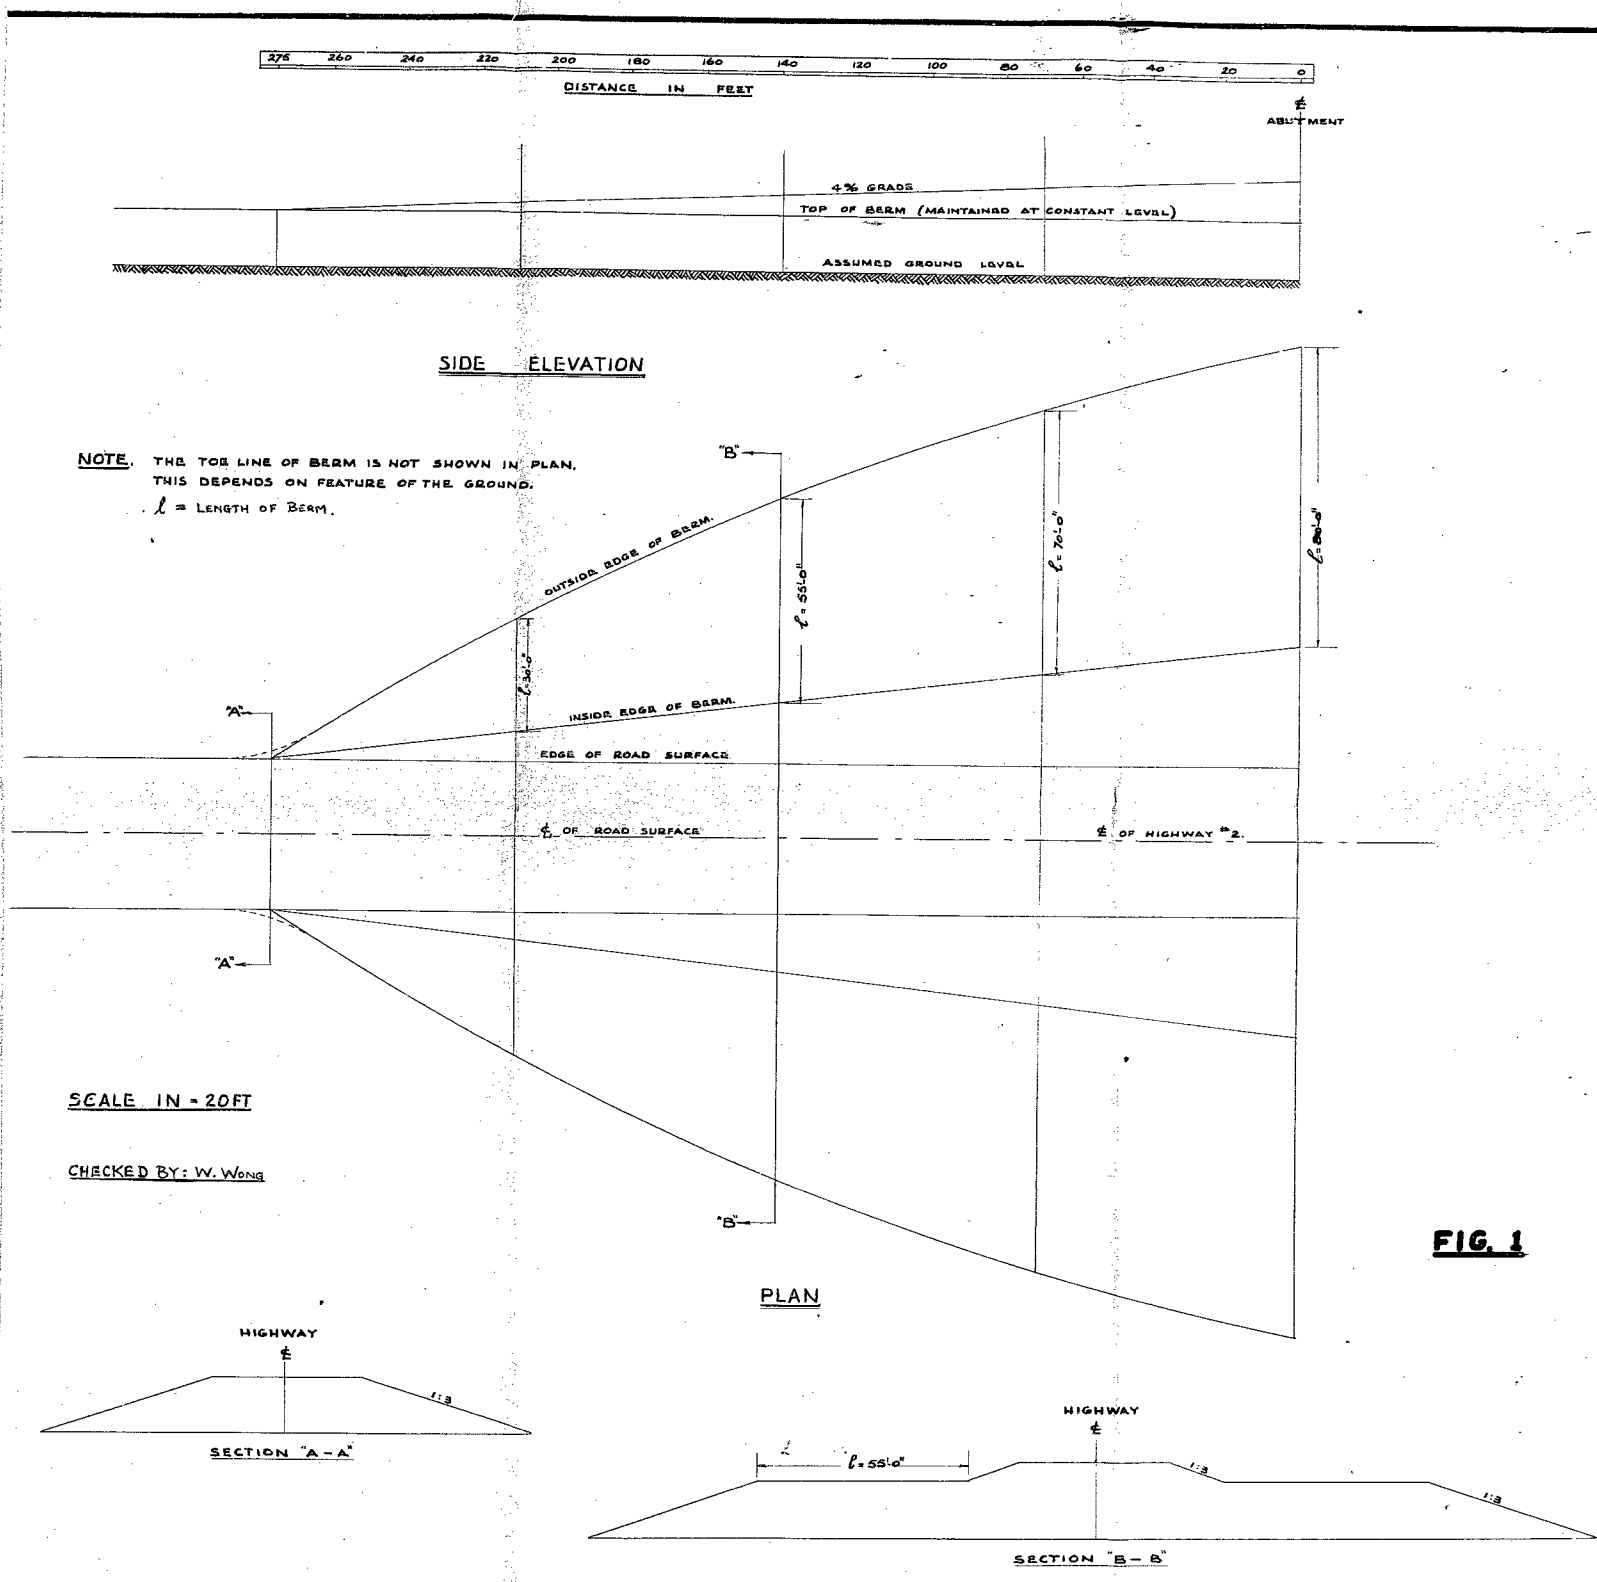 275 260 240 220 200 180 160 140 120 100 80 60 40 20 0
DISTANCE IN FEET
℄
ABUTMENT
4% GRADE
TOP OF BERM (MAINTAINED AT CONSTANT LEVEL)
ASSUMED GROUND LEVEL
SIDE ELEVATION
NOTE. THE TOE LINE OF BERM IS NOT SHOWN IN PLAN.
THIS DEPENDS ON FEATURE OF THE GROUND.
ℓ = LENGTH OF BERM.
"B"
OUTSIDE EDGE OF BERM.
ℓ=30'-0"
ℓ=55'-0"
ℓ=70'-0"
ℓ=80'-0"
"A"
INSIDE EDGE OF BERM.
EDGE OF ROAD SURFACE
℄ OF ROAD SURFACE
℄ OF HIGHWAY #2.
"A"
SCALE IN = 20FT
CHECKED BY: W. WONG
"B"
FIG. 1
PLAN
HIGHWAY
℄
1:3
SECTION "A-A"
HIGHWAY
℄
ℓ=55'-0"
1:3
1:3
SECTION "B-B"